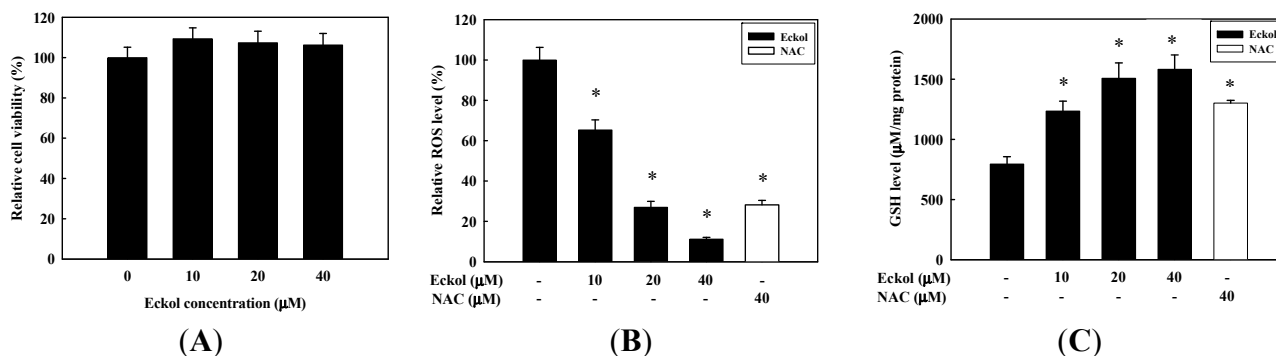 Relative cell viability (%)
120
100
80
60
40
20
0
0 10 20 40
Eckol concentration (μM)
(A)
Relative ROS level (%)
120
100
80
60
40
20
0
Eckol
NAC
* * * *
Eckol (μM) - 10 20 40 -
NAC (μM) - - - - 40
(B)
GSH level (μM/mg protein)
2000
1500
1000
500
0
Eckol
NAC
* * * *
Eckol (μM) - 10 20 40 -
NAC (μM) - - - - 40
(C)